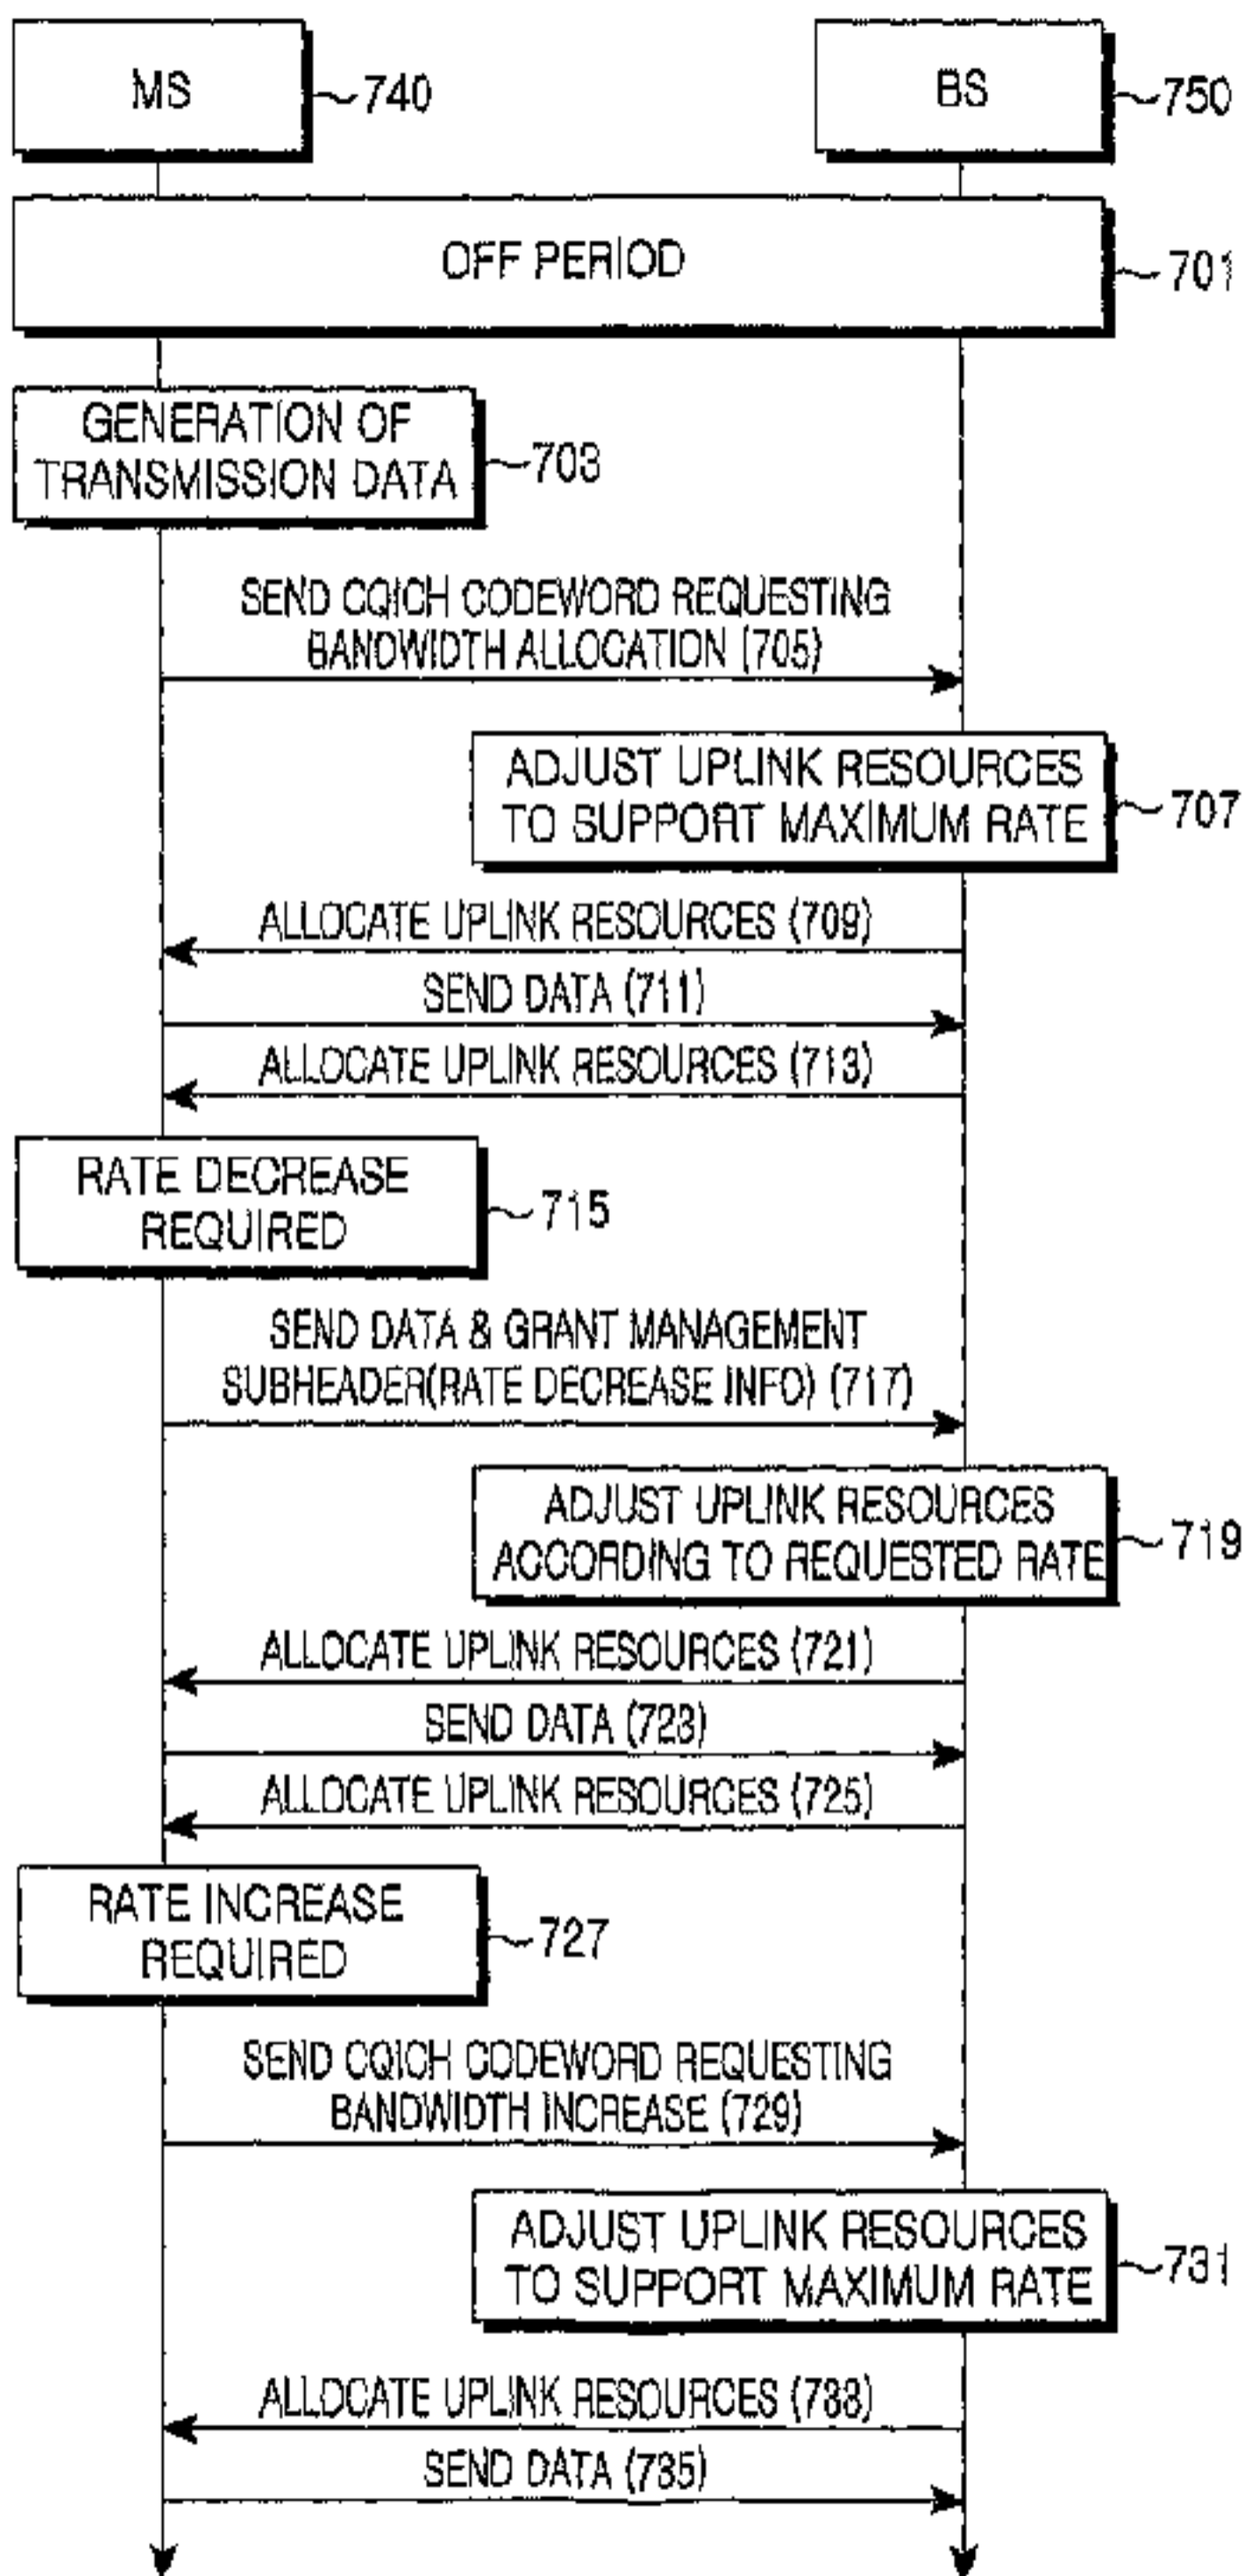 MS
740
BS
750
OFF PERIOD
701
GENERATION OF
TRANSMISSION DATA
703
SEND CQICH CODEWORD REQUESTING
BANDWIDTH ALLOCATION (705)
ADJUST UPLINK RESOURCES
TO SUPPORT MAXIMUM RATE
707
ALLOCATE UPLINK RESOURCES (709)
SEND DATA (711)
ALLOCATE UPLINK RESOURCES (713)
RATE DECREASE
REQUIRED
715
SEND DATA & GRANT MANAGEMENT
SUBHEADER(RATE DECREASE INFO) (717)
ADJUST UPLINK RESOURCES
ACCORDING TO REQUESTED RATE
719
ALLOCATE UPLINK RESOURCES (721)
SEND DATA (723)
ALLOCATE UPLINK RESOURCES (725)
RATE INCREASE
REQUIRED
727
SEND CQICH CODEWORD REQUESTING
BANDWIDTH INCREASE (729)
ADJUST UPLINK RESOURCES
TO SUPPORT MAXIMUM RATE
731
ALLOCATE UPLINK RESOURCES (733)
SEND DATA (735)